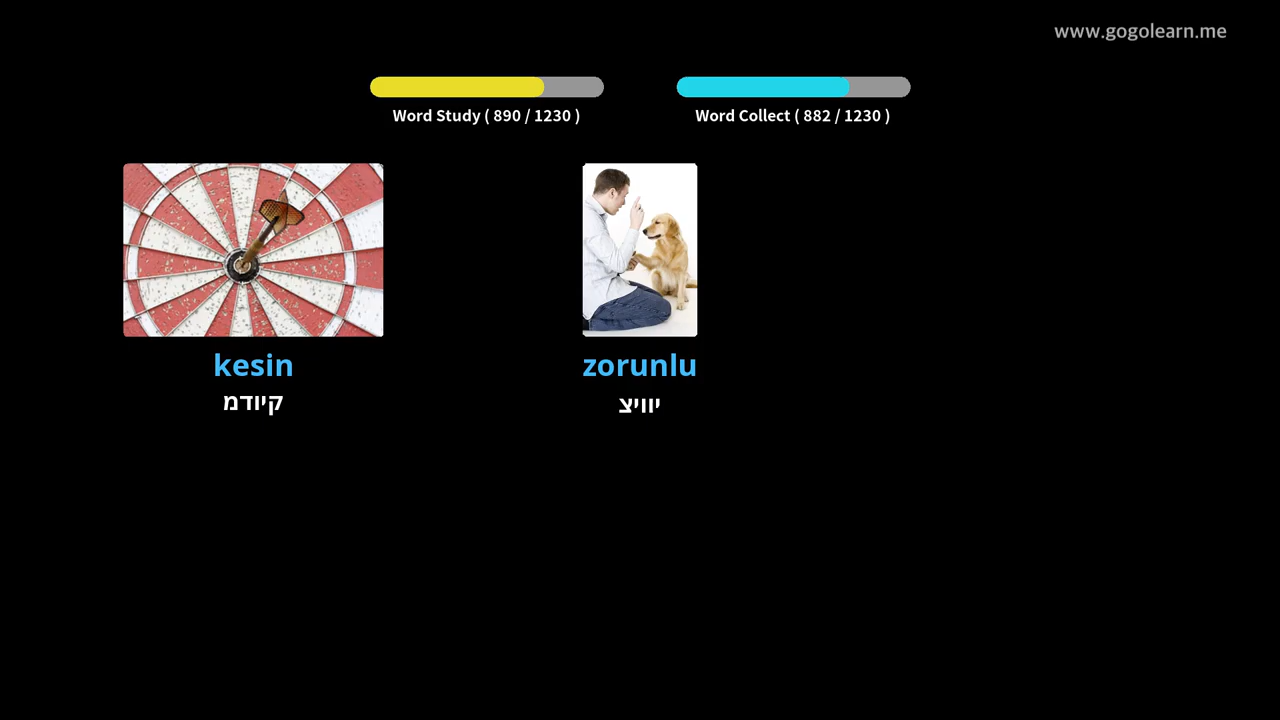 www.gogolearn.me
Word Study ( 890 / 1230 )
Word Collect ( 882 / 1230 )
kesin
קיודמ
zorunlu
יוויצ